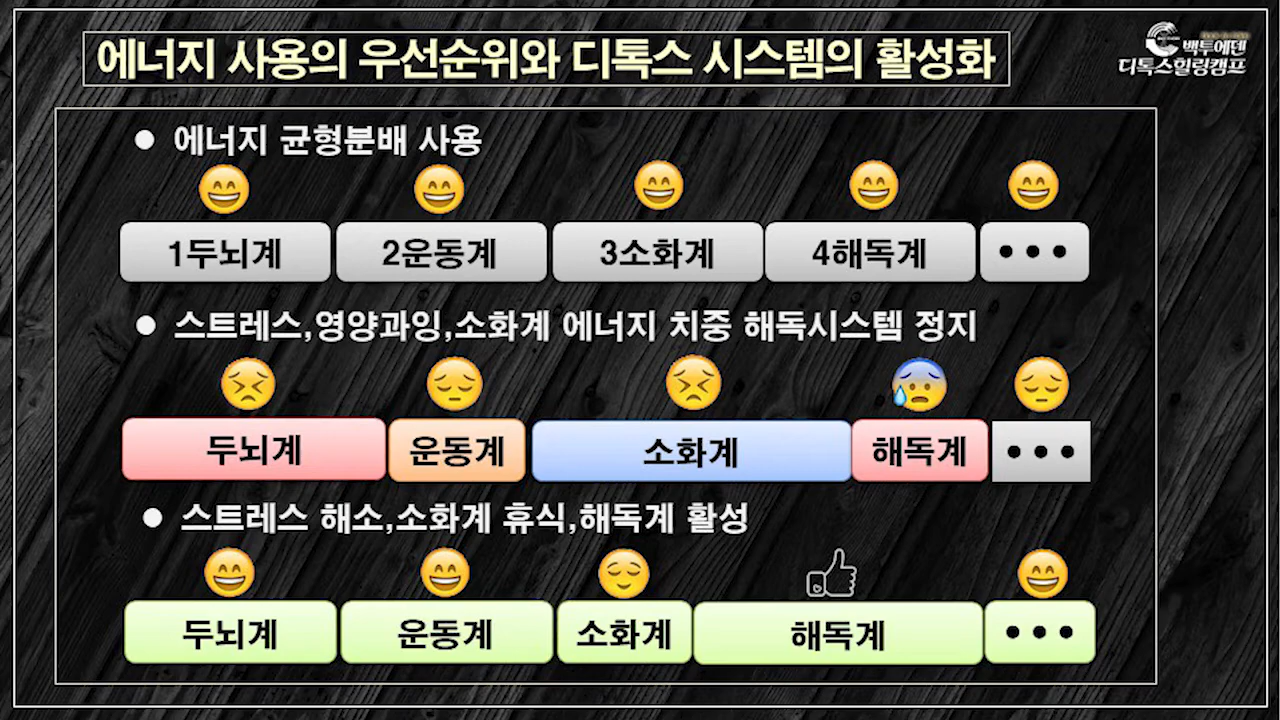 에너지 사용의 우선순위와 디톡스 시스템의 활성화
백투에덴
디톡스힐링캠프
● 에너지 균형분배 사용
1두뇌계 2운동계 3소화계 4해독계 •••
● 스트레스,영양과잉,소화계 에너지 치중 해독시스템 정지
두뇌계 운동계 소화계 해독계 •••
● 스트레스 해소,소화계 휴식,해독계 활성
두뇌계 운동계 소화계 해독계 •••